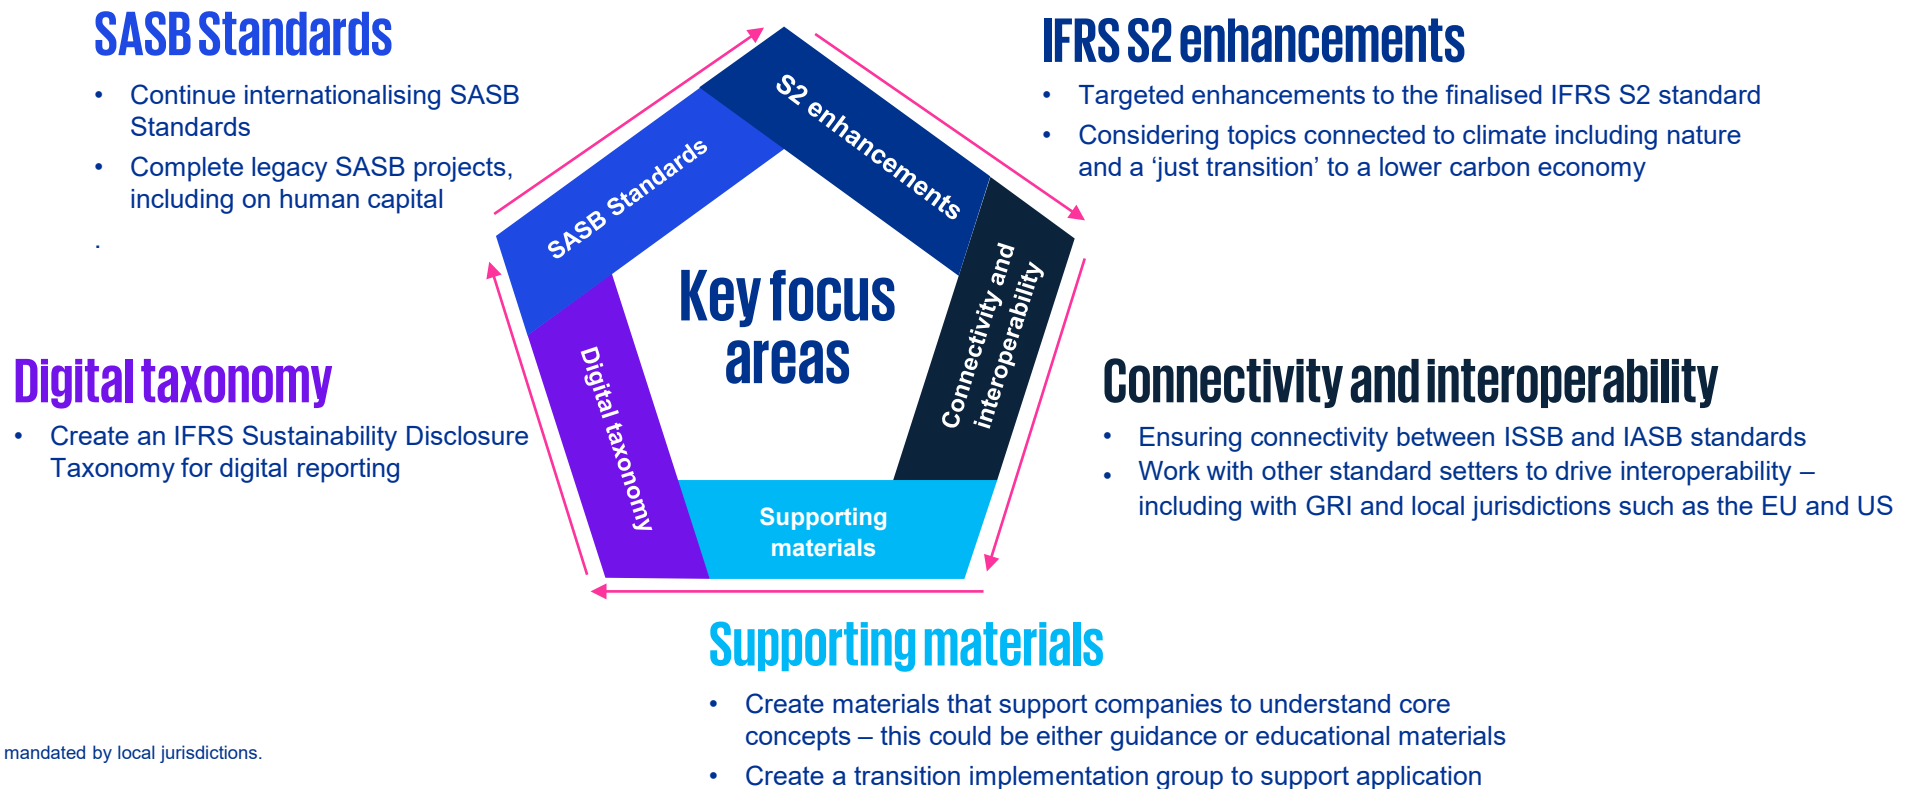 SASB Standards
• Continue internationalising SASB
Standards
• Complete legacy SASB projects,
including on human capital
.
IFRS S2 enhancements
• Targeted enhancements to the finalised IFRS S2 standard
• Considering topics connected to climate including nature
and a ‘just transition’ to a lower carbon economy
SASB Standards
S2 enhancements
Connectivity and
interoperability
Supporting
materials
Digital taxonomy
Key focus
areas
Digital taxonomy
• Create an IFRS Sustainability Disclosure
Taxonomy for digital reporting
Connectivity and interoperability
• Ensuring connectivity between ISSB and IASB standards
• Work with other standard setters to drive interoperability –
including with GRI and local jurisdictions such as the EU and US
Supporting materials
• Create materials that support companies to understand core
concepts – this could be either guidance or educational materials
• Create a transition implementation group to support application
mandated by local jurisdictions.